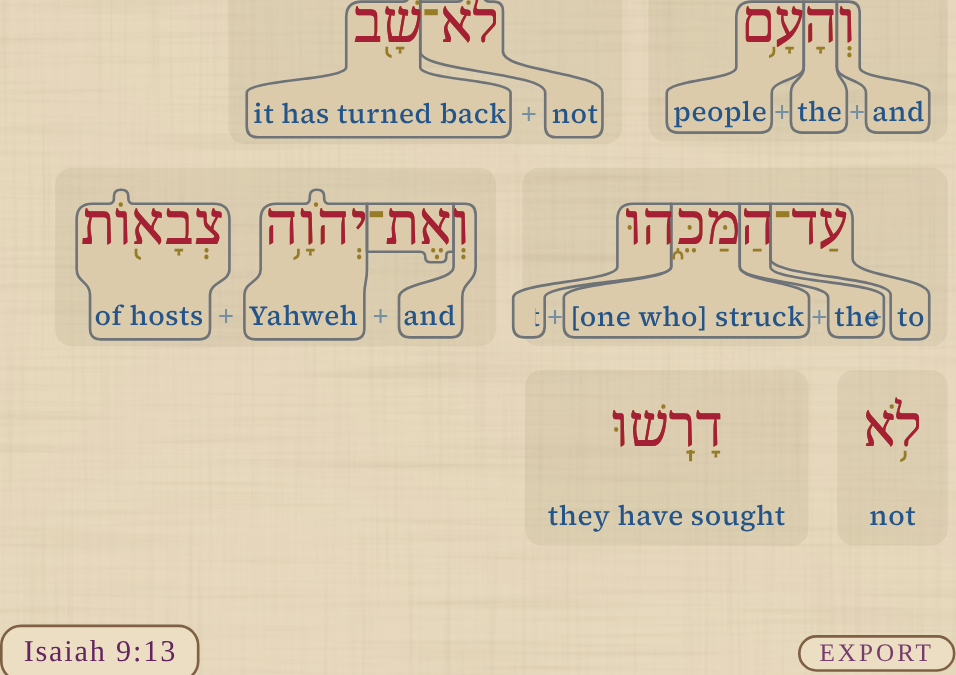 וְהָעָ֥ם לֹא־שָׁ֖ב
and + the + people not + it has turned back
עַד־הַמַּכֵּ֑הוּ וְאֶת־יְהוָ֥ה צְבָא֖וֹת
to + the + [one who] struck + t and + Yahweh + of hosts
לֹ֥א דָרָֽשׁוּ
not they have sought
Isaiah 9:13
EXPORT